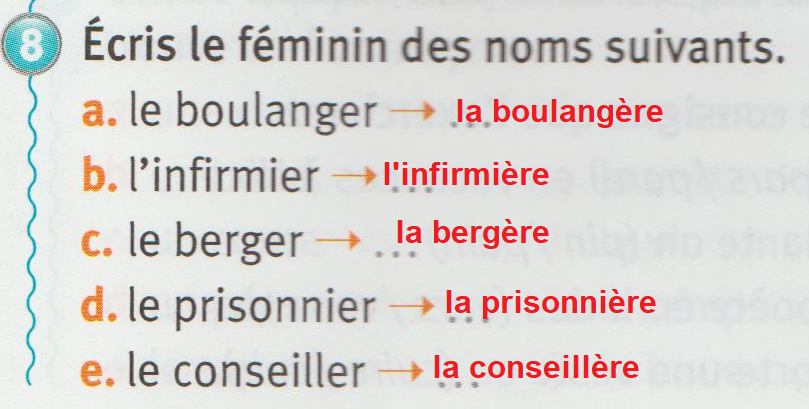 8 Écris le féminin des noms suivants.
a. le boulanger → ... la boulangère
b. l'infirmier → ... l'infirmière
c. le berger → ... la bergère
d. le prisonnier → ... la prisonnière
e. le conseiller → ... la conseillère